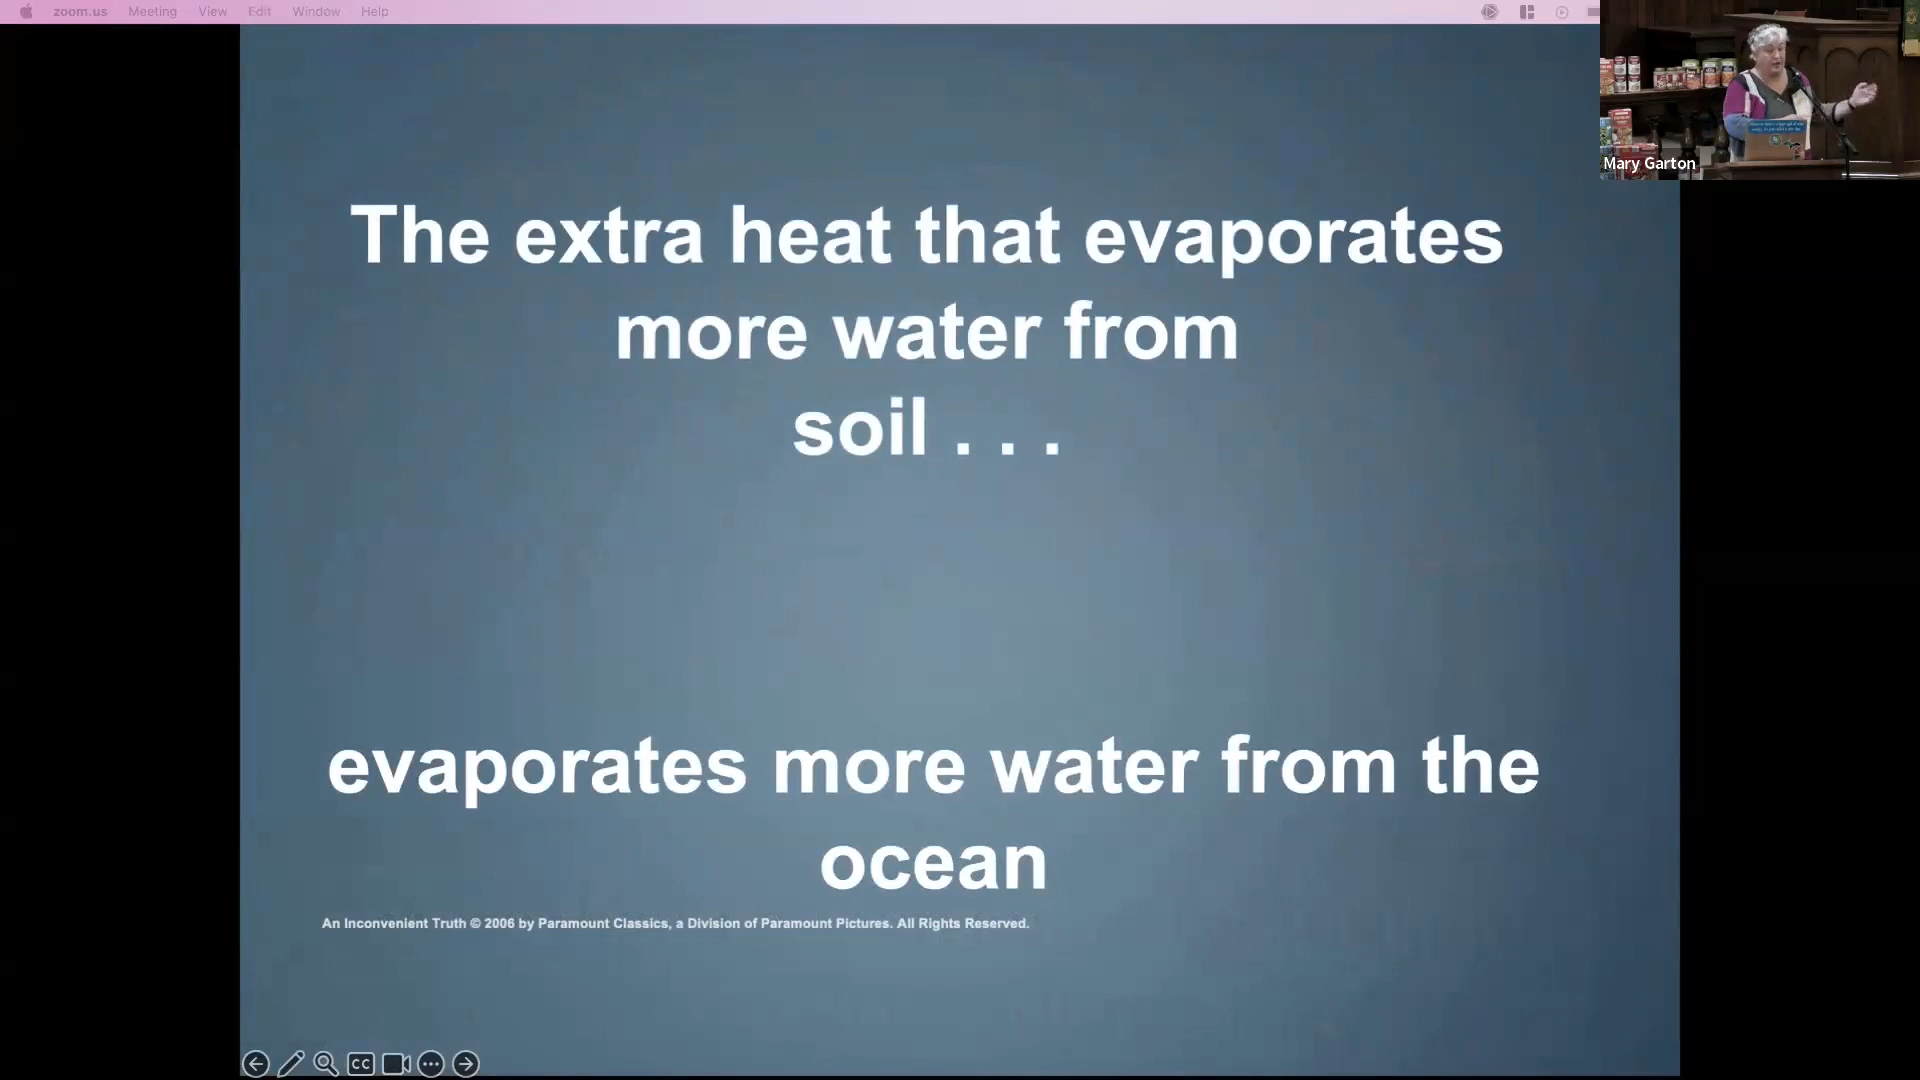 zoom.us Meeting View Edit Window Help
Mary Garton
The extra heat that evaporates
more water from
soil . . .
evaporates more water from the
ocean
An Inconvenient Truth © 2006 by Paramount Classics, a Division of Paramount Pictures. All Rights Reserved.
CC